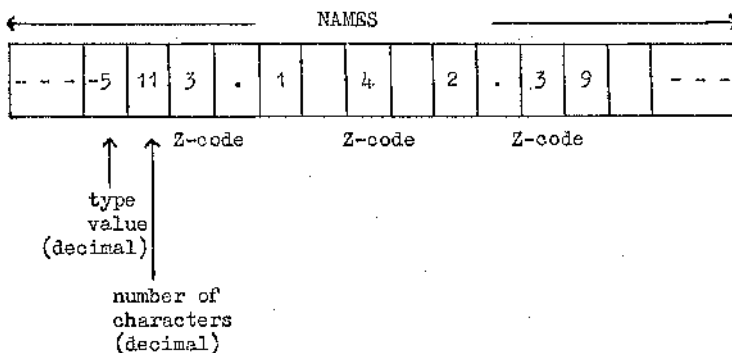 NAMES
- - - -5 11 3 . 1 4 2 . 3 9 - - -
Z-code Z-code Z-code
type
value
(decimal)
number of
characters
(decimal)